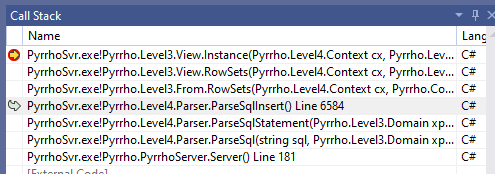 Call Stack
Name Lang
PyrrhoSvr.exe!Pyrrho.Level3.View.Instance(Pyrrho.Level4.Context cx, Pyrrho.Lev... C#
PyrrhoSvr.exe!Pyrrho.Level3.View.RowSets(Pyrrho.Level4.Context cx, Pyrrho.Lev... C#
PyrrhoSvr.exe!Pyrrho.Level3.From.RowSets(Pyrrho.Level4.Context cx, Pyrrho.Co... C#
PyrrhoSvr.exe!Pyrrho.Level4.Parser.ParseSqlInsert() Line 6584 C#
PyrrhoSvr.exe!Pyrrho.Level4.Parser.ParseSqlStatement(Pyrrho.Level3.Domain xp... C#
PyrrhoSvr.exe!Pyrrho.Level4.Parser.ParseSql(string sql, Pyrrho.Level3.Domain x... C#
PyrrhoSvr.exe!Pyrrho.PyrrhoServer.Server() Line 181 C#
[External Code]